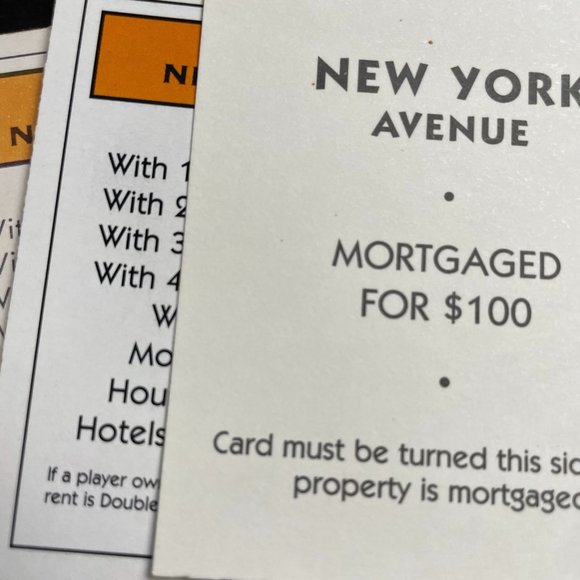 N
N
With 1
With 2
With 3
With 4
W
Mo
Hou
Hotels
If a player ow
rent is Double
NEW YORK
AVENUE
•
MORTGAGED
FOR $100
•
Card must be turned this sid
property is mortgaged